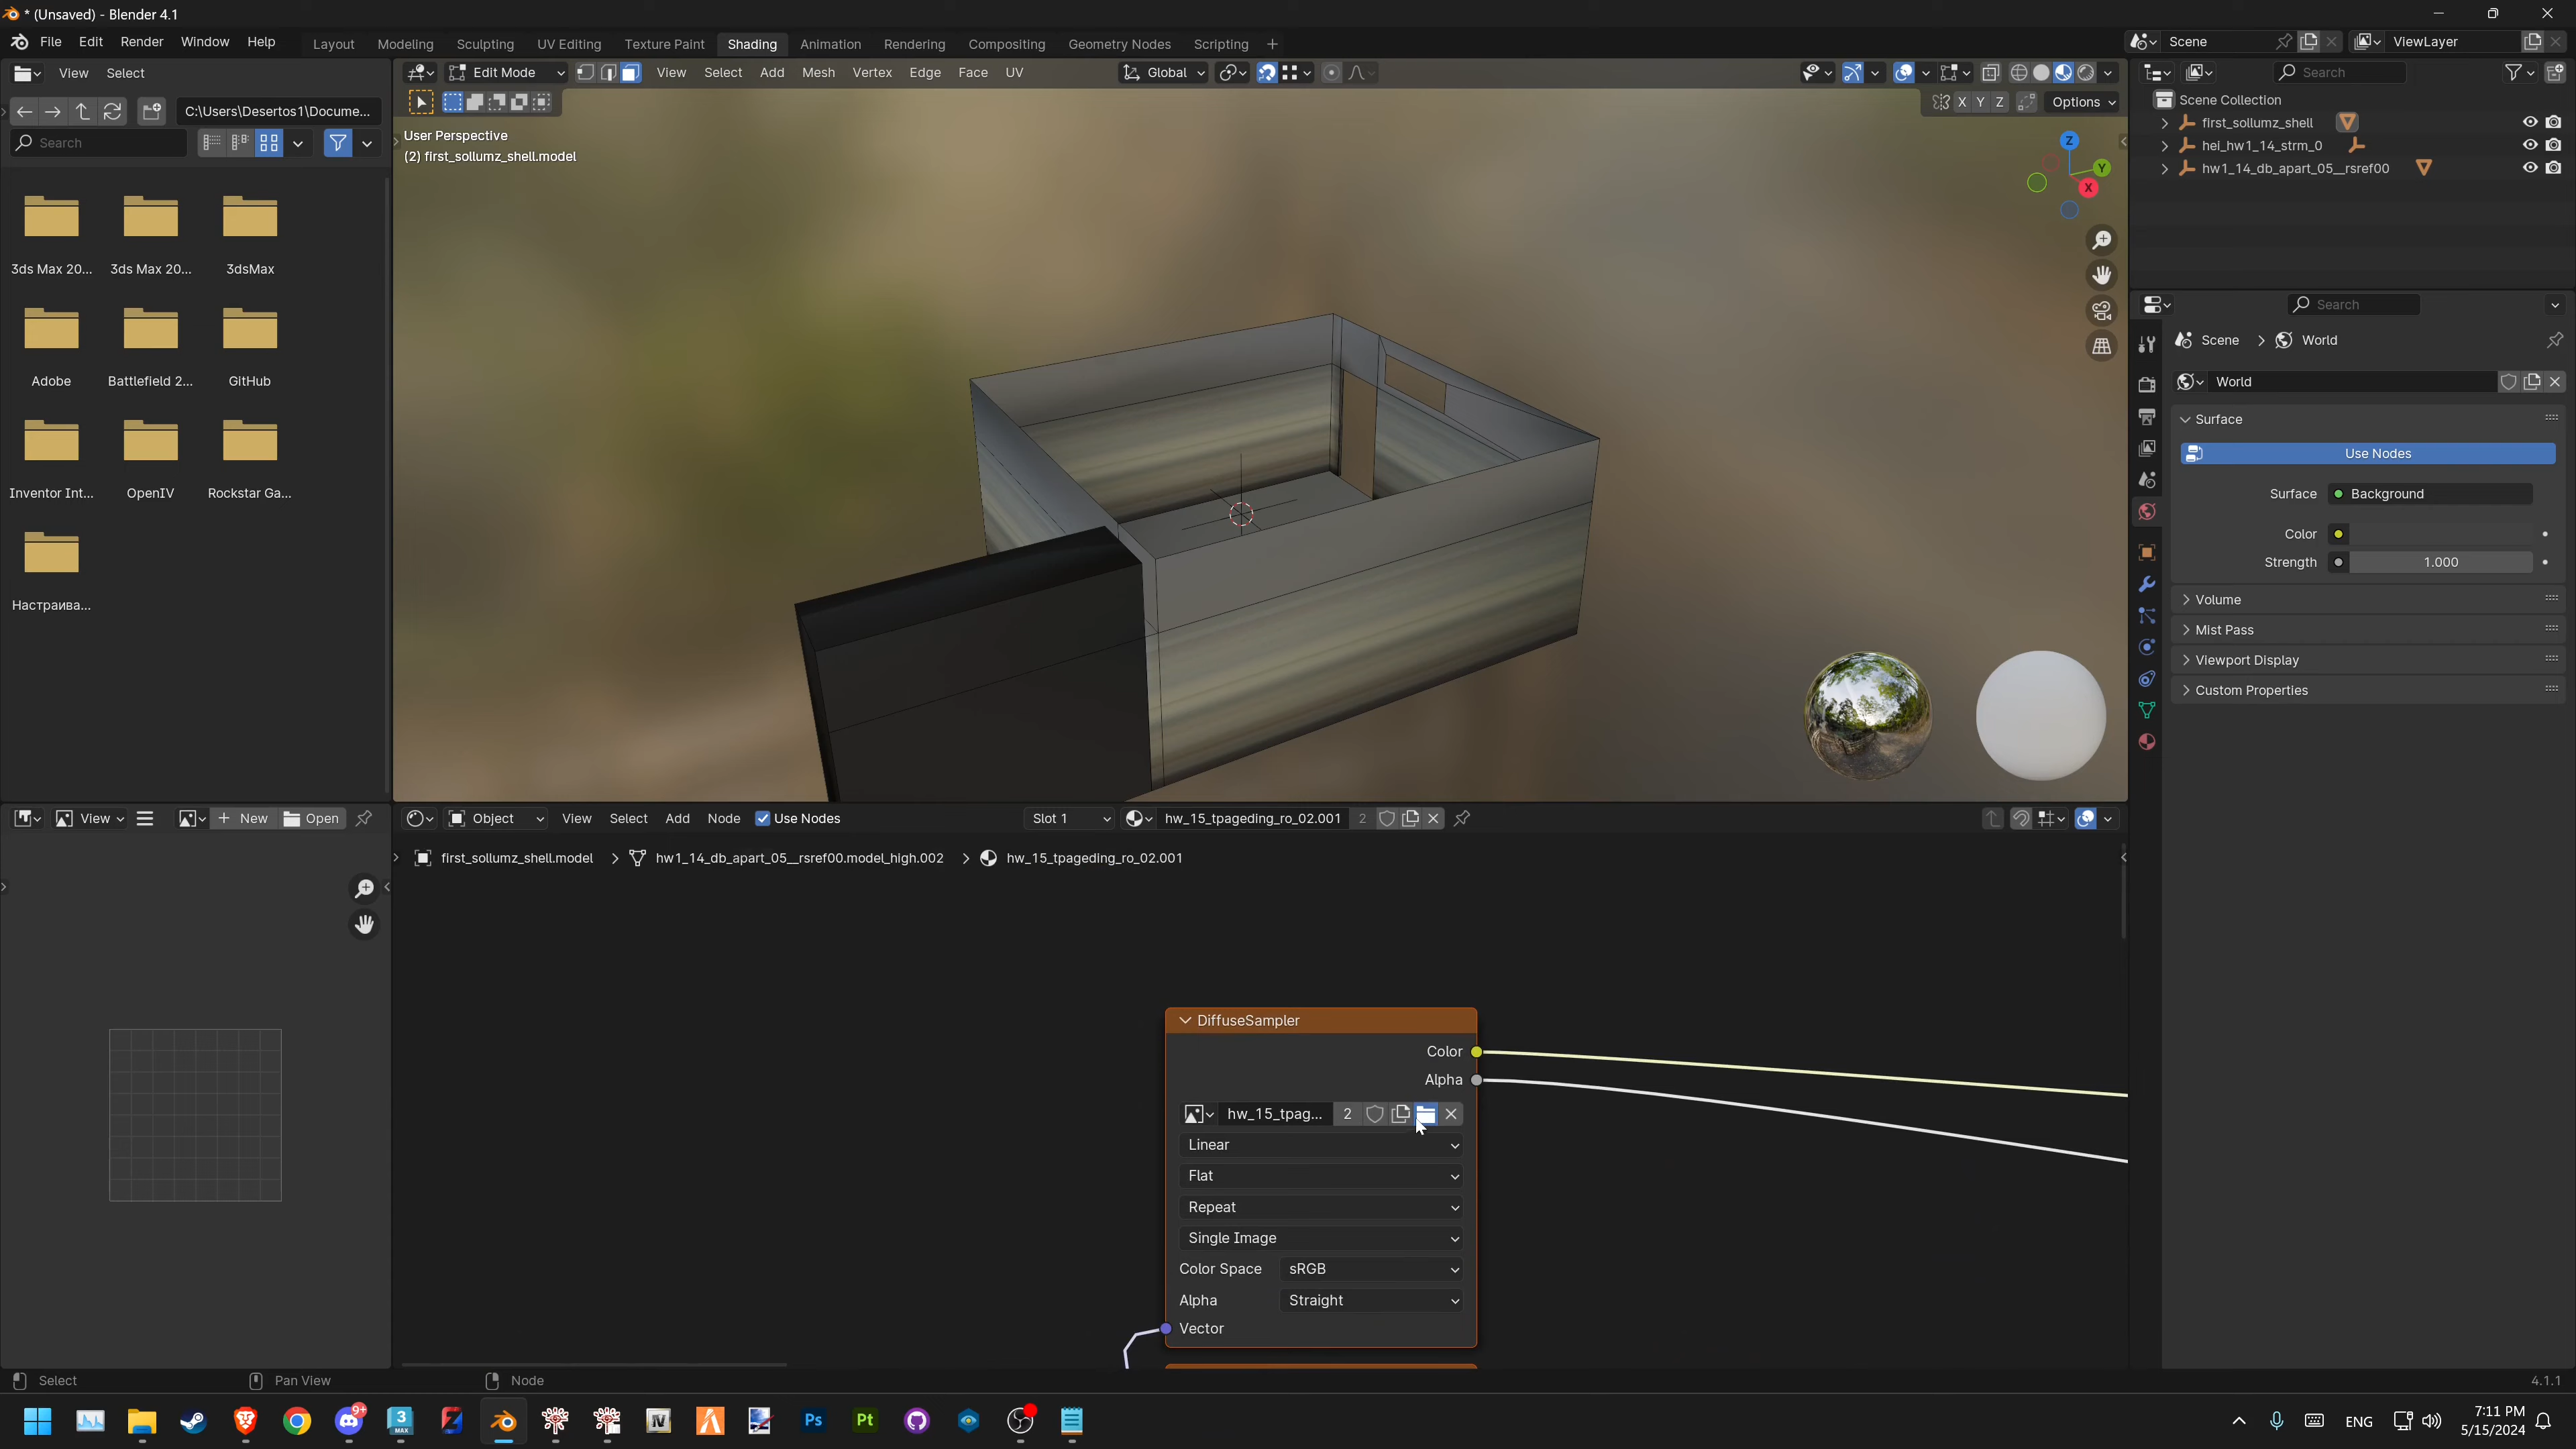 * (Unsaved) - Blender 4.1
File Edit Render Window Help Layout Modeling Sculpting UV Editing Texture Paint Shading Animation Rendering Compositing Geometry Nodes Scripting + Scene ViewLayer
View Select
C:\Users\Desertos1\Docume...
Search
3ds Max 20... 3ds Max 20... 3dsMax
Adobe Battlefield 2... GitHub
Inventor Int... OpenIV Rockstar Ga...
Настраива...
Edit Mode View Select Add Mesh Vertex Edge Face UV Global
X Y Z Options
User Perspective
(2) first_sollumz_shell.model
Z
Y
X
Search
Scene Collection
first_sollumz_shell
hei_hw1_14_strm_0
hw1_14_db_apart_05__rsref00
Search
Scene > World
World
Surface
Use Nodes
Surface Background
Color
Strength 1.000
Volume
Mist Pass
Viewport Display
Custom Properties
View New Open
Object View Select Add Node Use Nodes Slot 1 hw_15_tpageding_ro_02.001 2
first_sollumz_shell.model > hw1_14_db_apart_05__rsref00.model_high.002 > hw_15_tpageding_ro_02.001
DiffuseSampler
Color
Alpha
hw_15_tpag... 2
Linear
Flat
Repeat
Single Image
Color Space sRGB
Alpha Straight
Vector
Select Pan View Node 4.1.1
9+ 3 MAX Ps Pt ENG 7:11 PM
5/15/2024